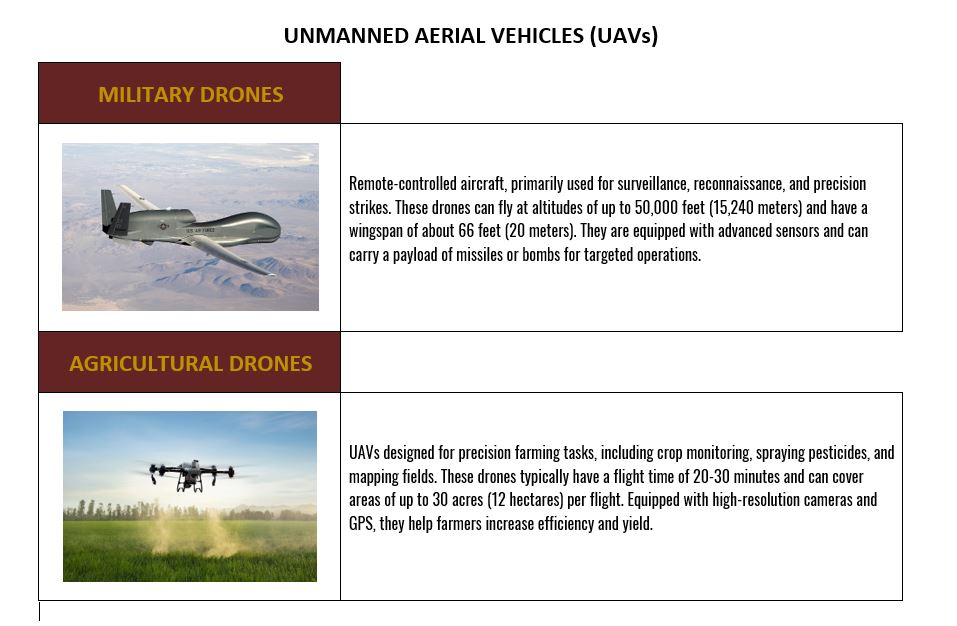 UNMANNED AERIAL VEHICLES (UAVs)
MILITARY DRONES
U.S. AIR FORCE
Remote-controlled aircraft, primarily used for surveillance, reconnaissance, and precision
strikes. These drones can fly at altitudes of up to 50,000 feet (15,240 meters) and have a
wingspan of about 66 feet (20 meters). They are equipped with advanced sensors and can
carry a payload of missiles or bombs for targeted operations.
AGRICULTURAL DRONES
UAVs designed for precision farming tasks, including crop monitoring, spraying pesticides, and
mapping fields. These drones typically have a flight time of 20-30 minutes and can cover
areas of up to 30 acres (12 hectares) per flight. Equipped with high-resolution cameras and
GPS, they help farmers increase efficiency and yield.